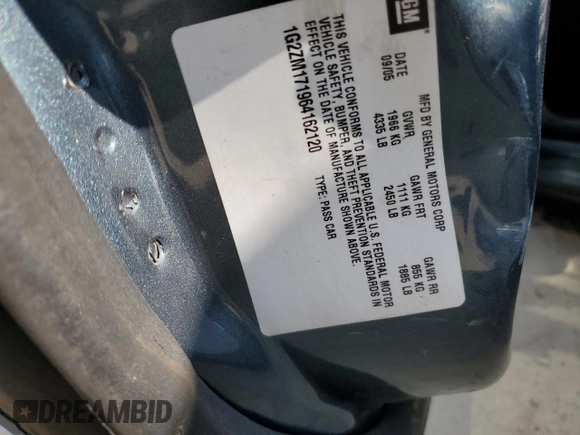 GM
MFD BY GENERAL MOTORS CORP
DATE GVWR GAWR FRT GAWR RR
09/05 1966 KG 1111 KG 855 KG
4335 LB 2450 LB 1885 LB
THIS VEHICLE CONFORMS TO ALL APPLICABLE U.S. FEDERAL MOTOR
VEHICLE SAFETY, BUMPER, AND THEFT PREVENTION STANDARDS IN
EFFECT ON THE DATE OF MANUFACTURE SHOWN ABOVE.
1G2ZM171964162120 TYPE: PASS CAR
DREAMBID